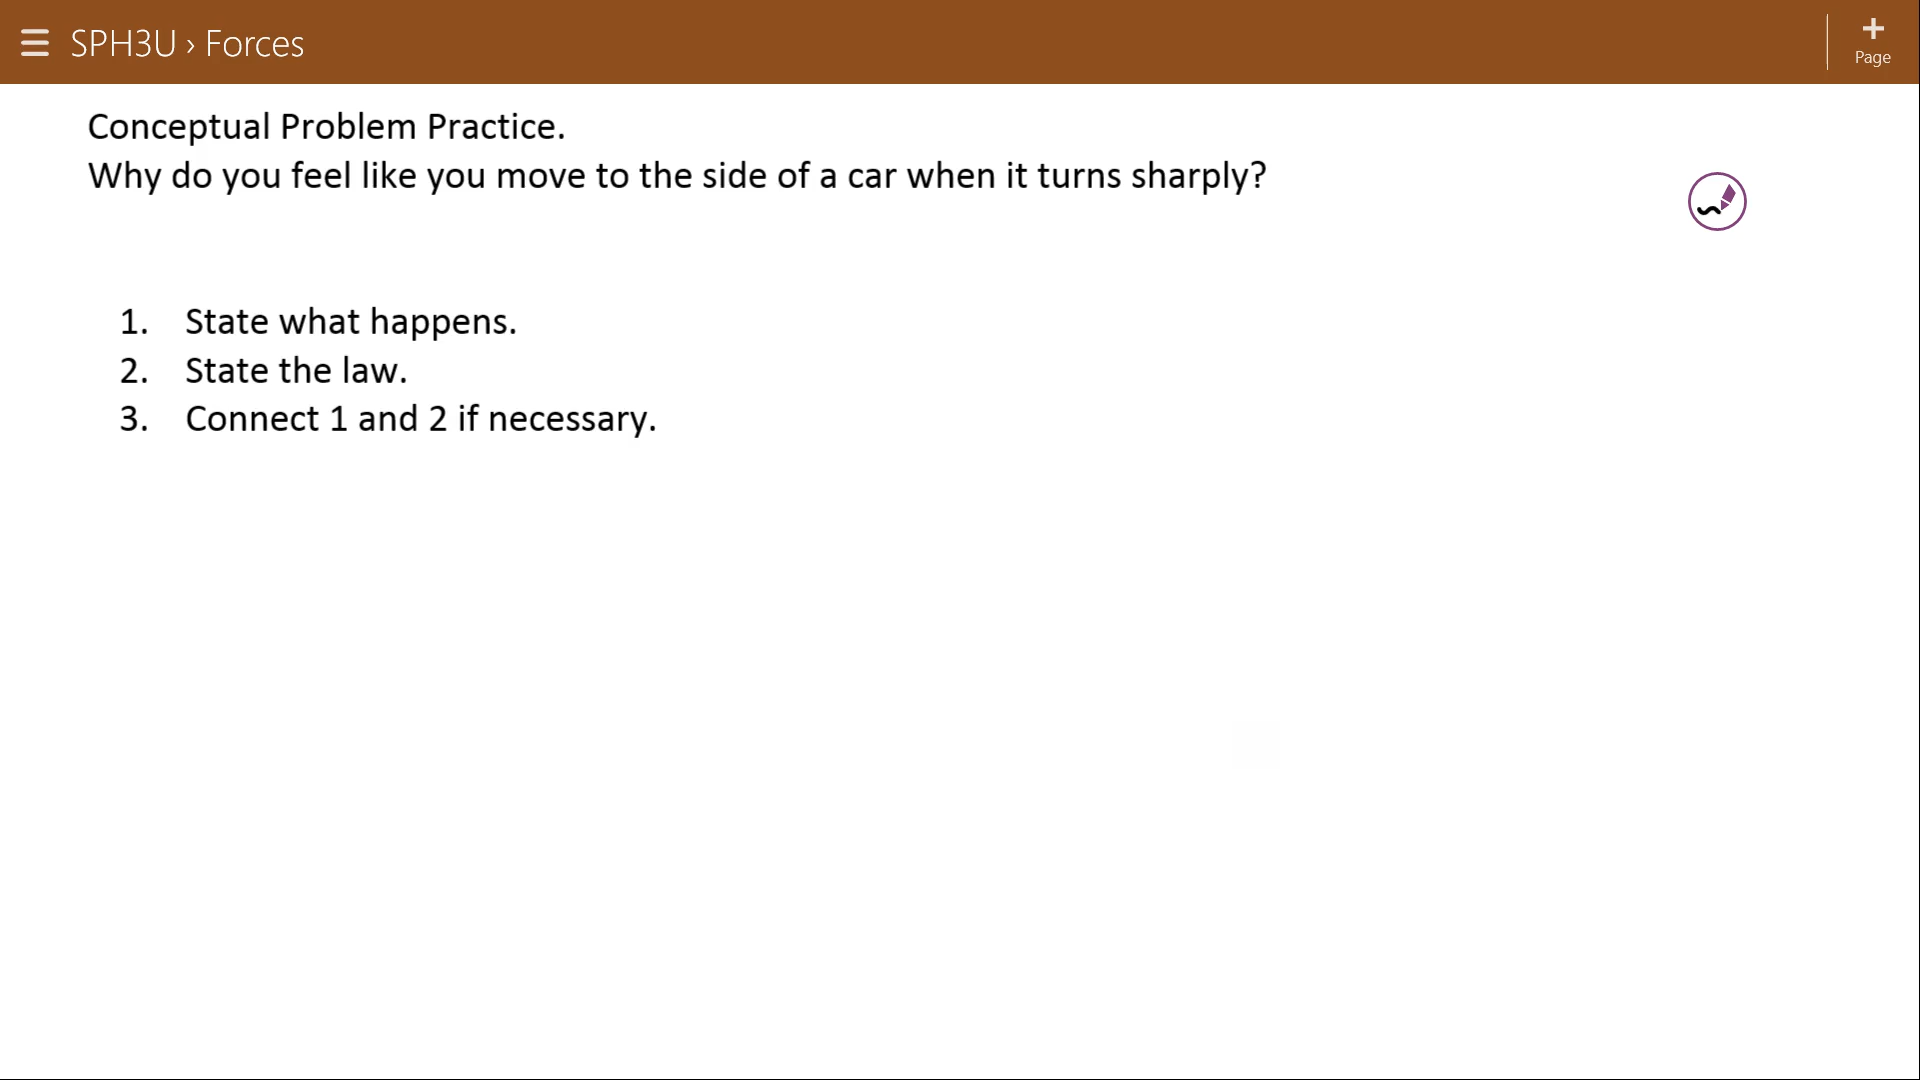 SPH3U › Forces
Page
Conceptual Problem Practice.
Why do you feel like you move to the side of a car when it turns sharply?
1. State what happens.
2. State the law.
3. Connect 1 and 2 if necessary.